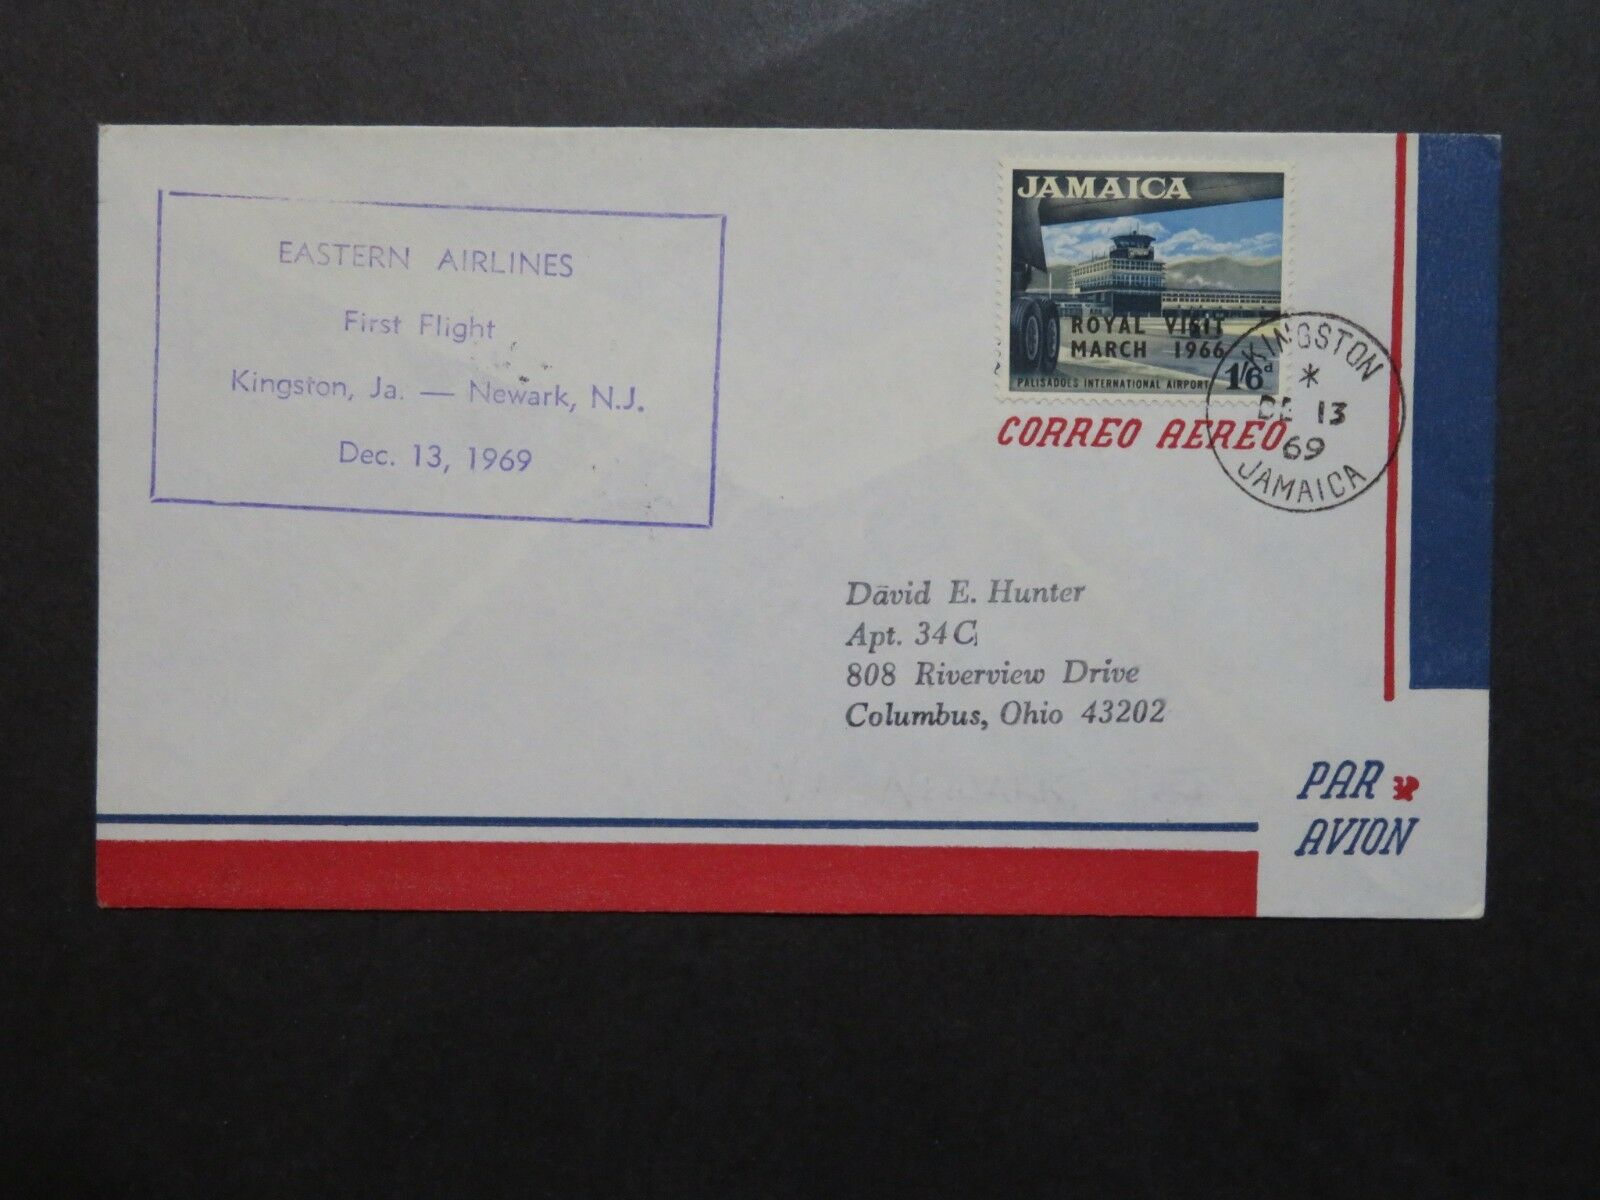 EASTERN AIRLINES
First Flight
Kingston, Ja. — Newark, N.J.
Dec. 13, 1969
JAMAICA
ROYAL VISIT
MARCH 1966
1/6d
PALISADOES INTERNATIONAL AIRPORT
KINGSTON
*
DE 13
69
JAMAICA
CORREO AEREO
David E. Hunter
Apt. 34C
808 Riverview Drive
Columbus, Ohio 43202
PAR
AVION